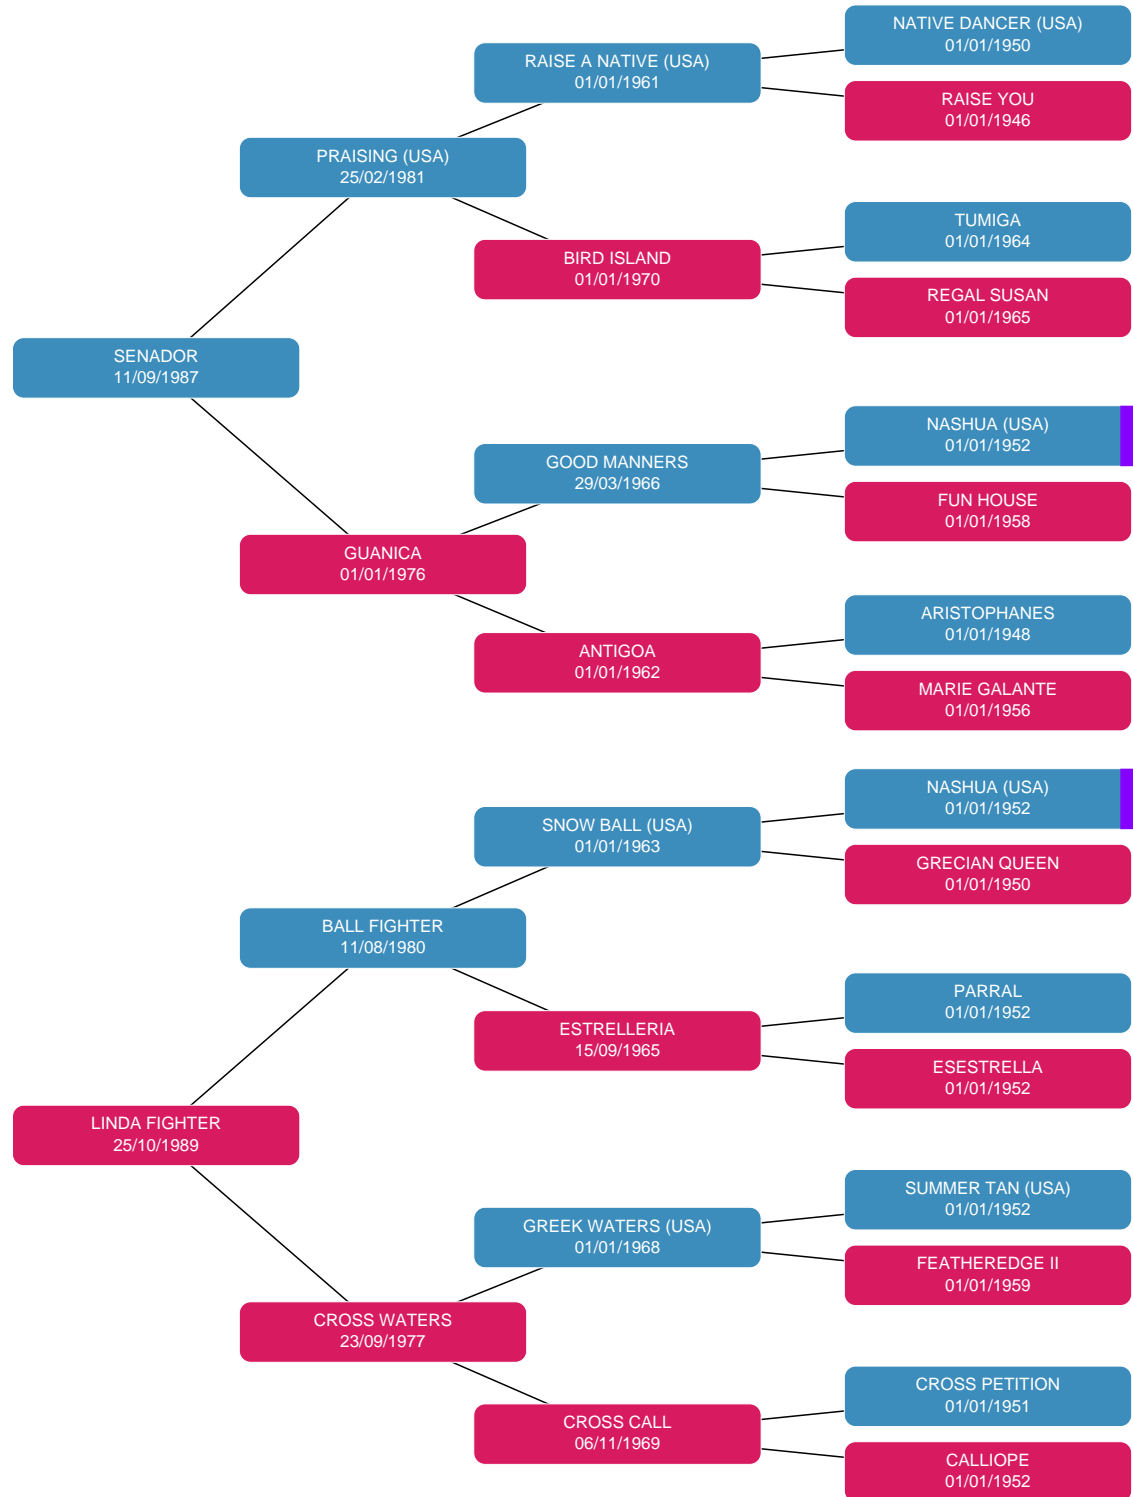 NATIVE DANCER (USA)
01/01/1950
RAISE A NATIVE (USA)
01/01/1961
RAISE YOU
01/01/1946
PRAISING (USA)
25/02/1981
TUMIGA
01/01/1964
BIRD ISLAND
01/01/1970
REGAL SUSAN
01/01/1965
SENADOR
11/09/1987
NASHUA (USA)
01/01/1952
GOOD MANNERS
29/03/1966
FUN HOUSE
01/01/1958
GUANICA
01/01/1976
ARISTOPHANES
01/01/1948
ANTIGOA
01/01/1962
MARIE GALANTE
01/01/1956
NASHUA (USA)
01/01/1952
SNOW BALL (USA)
01/01/1963
GRECIAN QUEEN
01/01/1950
BALL FIGHTER
11/08/1980
PARRAL
01/01/1952
ESTRELLERIA
15/09/1965
ESESTRELLA
01/01/1952
LINDA FIGHTER
25/10/1989
SUMMER TAN (USA)
01/01/1952
GREEK WATERS (USA)
01/01/1968
FEATHEREDGE II
01/01/1959
CROSS WATERS
23/09/1977
CROSS PETITION
01/01/1951
CROSS CALL
06/11/1969
CALLIOPE
01/01/1952